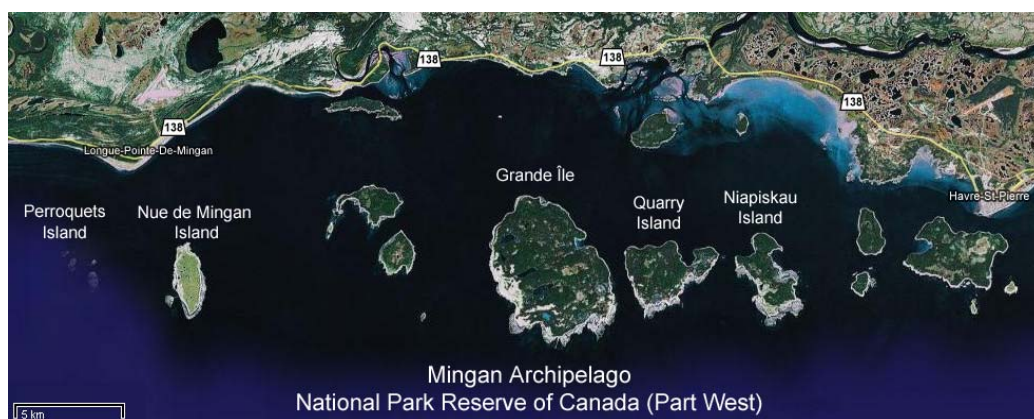 138
138
138
138
Longue-Pointe-De-Mingan
Grande Île
Perroquets
Island
Nue de Mingan
Island
Quarry
Island
Niapiskau
Island
Havre-St-Pierre
Mingan Archipelago
National Park Reserve of Canada (Part West)
5 km